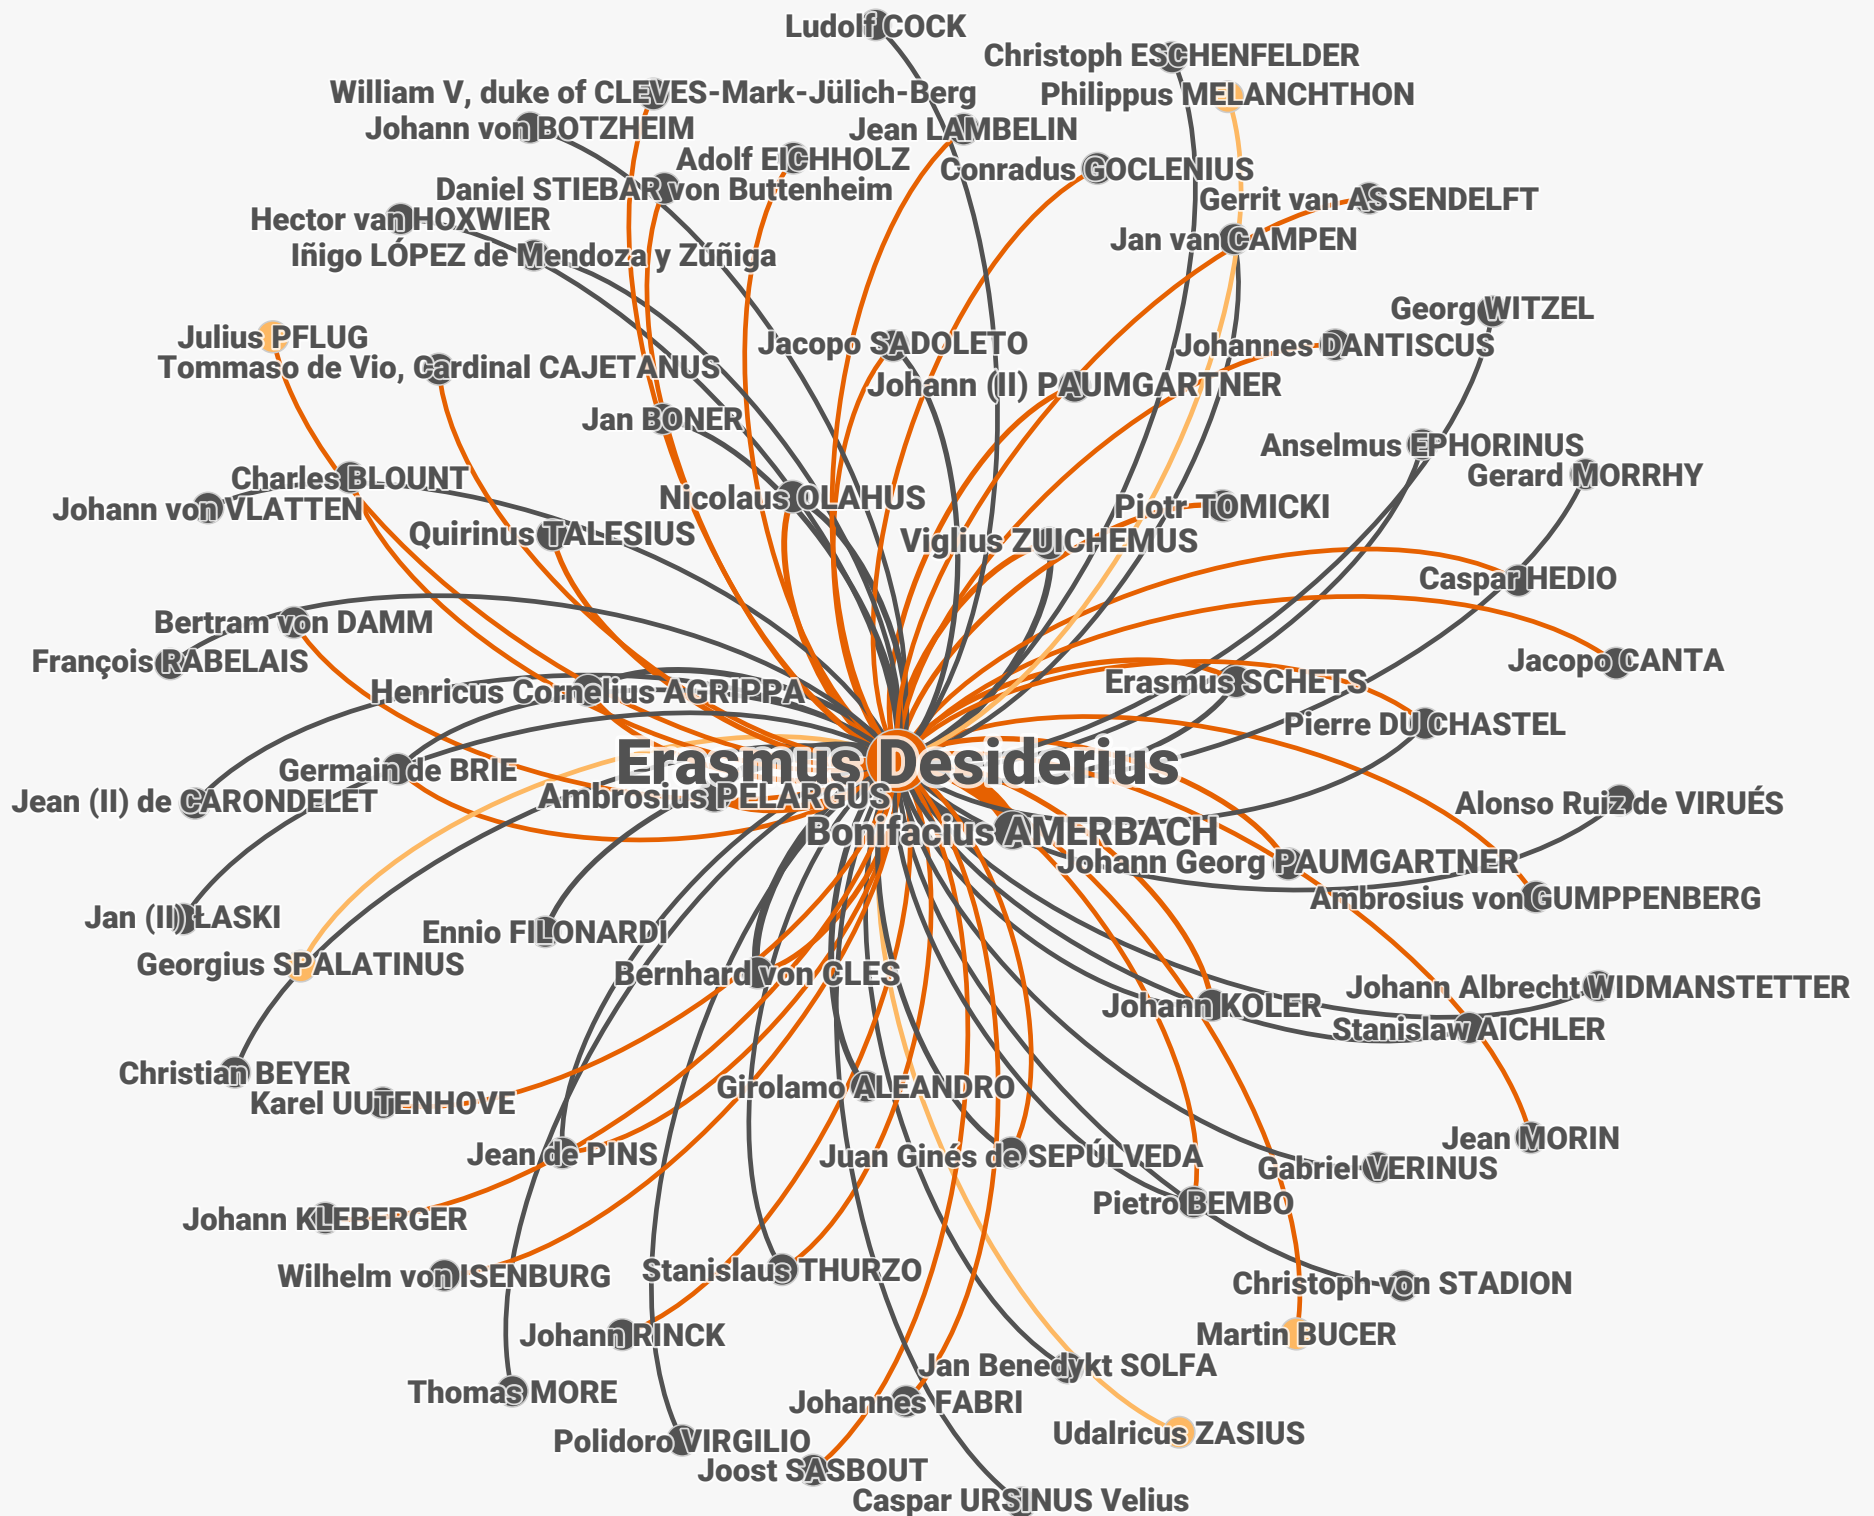 Ludolf COCK
Christoph ESCHENFELDER
William V, duke of CLEVES-Mark-Jülich-Berg
Philippus MELANCHTHON
Johann von BOTZHEIM
Jean LAMBELIN
Adolf EICHHOLZ
Conradus GOCLENIUS
Daniel STIEBAR von Buttenheim
Gerrit van ASSENDELFT
Hector van HOXWIER
Jan van CAMPEN
Iñigo LÓPEZ de Mendoza y Zúñiga
Georg WITZEL
Julius PFLUG
Jacopo SADOLETO
Johannes DANTISCUS
Tommaso de Vio, Cardinal CAJETANUS
Johann (II) PAUMGARTNER
Jan BONER
Anselmus EPHORINUS
Charles BLOUNT
Gerard MORRHY
Johann von VLATTEN
Nicolaus OLAHUS
Piotr TOMICKI
Quirinus TALESIUS
Viglius ZUICHEMUS
Caspar HEDIO
Bertram von DAMM
François RABELAIS
Jacopo CANTA
Henricus Cornelius AGRIPPA
Erasmus SCHETS
Pierre DU CHASTEL
Erasmus Desiderius
Germain de BRIE
Jean (II) de CARONDELET
Ambrosius PELARGUS
Alonso Ruiz de VIRUÉS
Bonifacius AMERBACH
Johann Georg PAUMGARTNER
Ambrosius von GUMPPENBERG
Jan (II) ŁASKI
Ennio FILONARDI
Georgius SPALATINUS
Bernhard von CLES
Johann Albrecht WIDMANSTETTER
Johann KOLER
Stanislaw AICHLER
Christian BEYER
Karel UUTENHOVE
Girolamo ALEANDRO
Jean MORIN
Jean de PINS
Juan Ginés de SEPÚLVEDA
Gabriel VERINUS
Pietro BEMBO
Johann KLEBERGER
Wilhelm von ISENBURG
Stanislaus THURZO
Christoph von STADION
Johann RINCK
Martin BUCER
Jan Benedykt SOLFA
Thomas MORE
Johannes FABRI
Udalricus ZASIUS
Polidoro VIRGILIO
Joost SASBOUT
Caspar URSINUS Velius